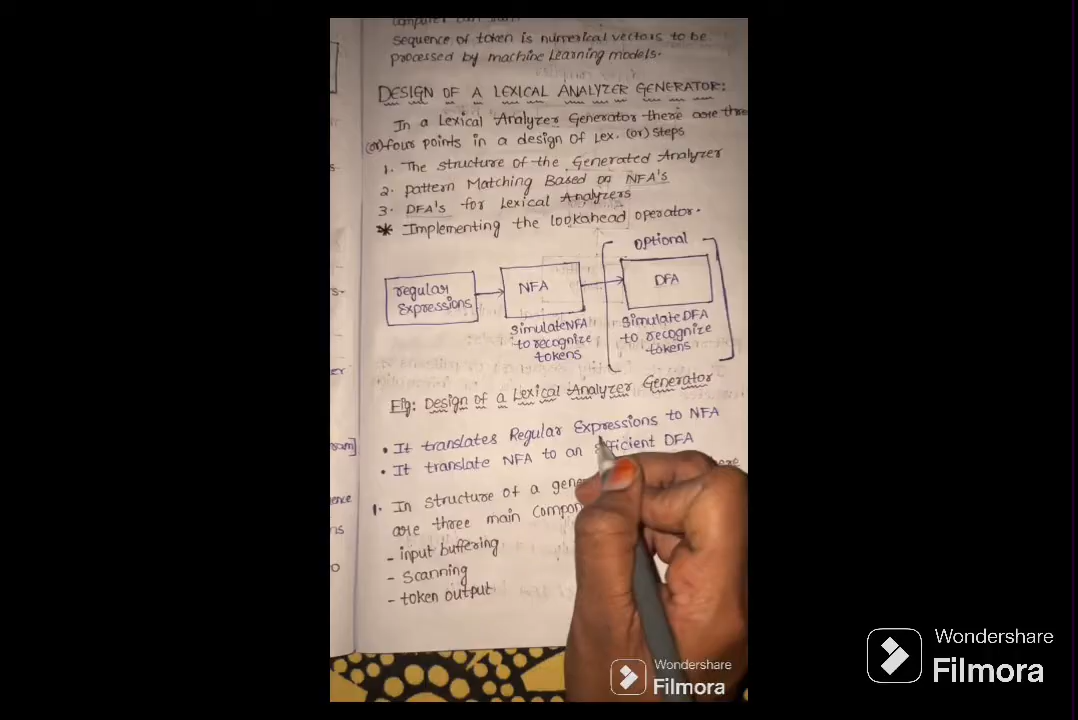 computer can
sequence of token is numerical vectors to be
processed by machine Learning models.
DESIGN OF A LEXICAL ANALYZER GENERATOR:
In a Lexical Analyzer Generator there are three
(or) four points in a design of Lex. (or) steps
1. The structure of the Generated Analyzer
2. pattern Matching Based on NFA's
3. DFA's for Lexical Analyzers
* Implementing the lookahead operator.
optional
regular Expressions
NFA
DFA
simulate NFA
to recognize
tokens
simulate DFA
to recognize
tokens
Fig: Design of a Lexical Analyzer Generator
• It translates Regular Expressions to NFA
• It translate NFA to an efficient DFA
1. In structure of a gene
are three main compon
- input buffering
- scanning
- token output
Wondershare
Filmora
Wondershare
Filmora